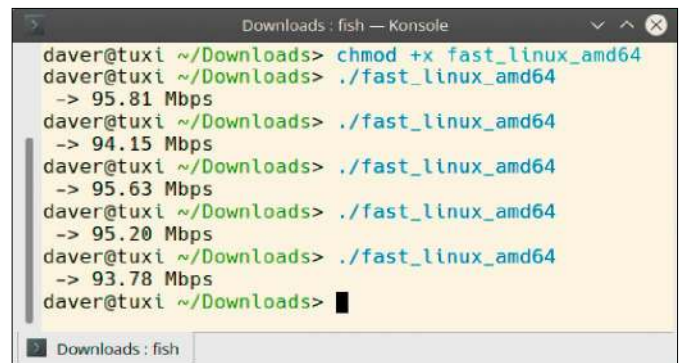 Downloads : fish — Konsole
daver@tuxi ~/Downloads> chmod +x fast_linux_amd64
daver@tuxi ~/Downloads> ./fast_linux_amd64
-> 95.81 Mbps
daver@tuxi ~/Downloads> ./fast_linux_amd64
-> 94.15 Mbps
daver@tuxi ~/Downloads> ./fast_linux_amd64
-> 95.63 Mbps
daver@tuxi ~/Downloads> ./fast_linux_amd64
-> 95.20 Mbps
daver@tuxi ~/Downloads> ./fast_linux_amd64
-> 93.78 Mbps
daver@tuxi ~/Downloads>
Downloads : fish